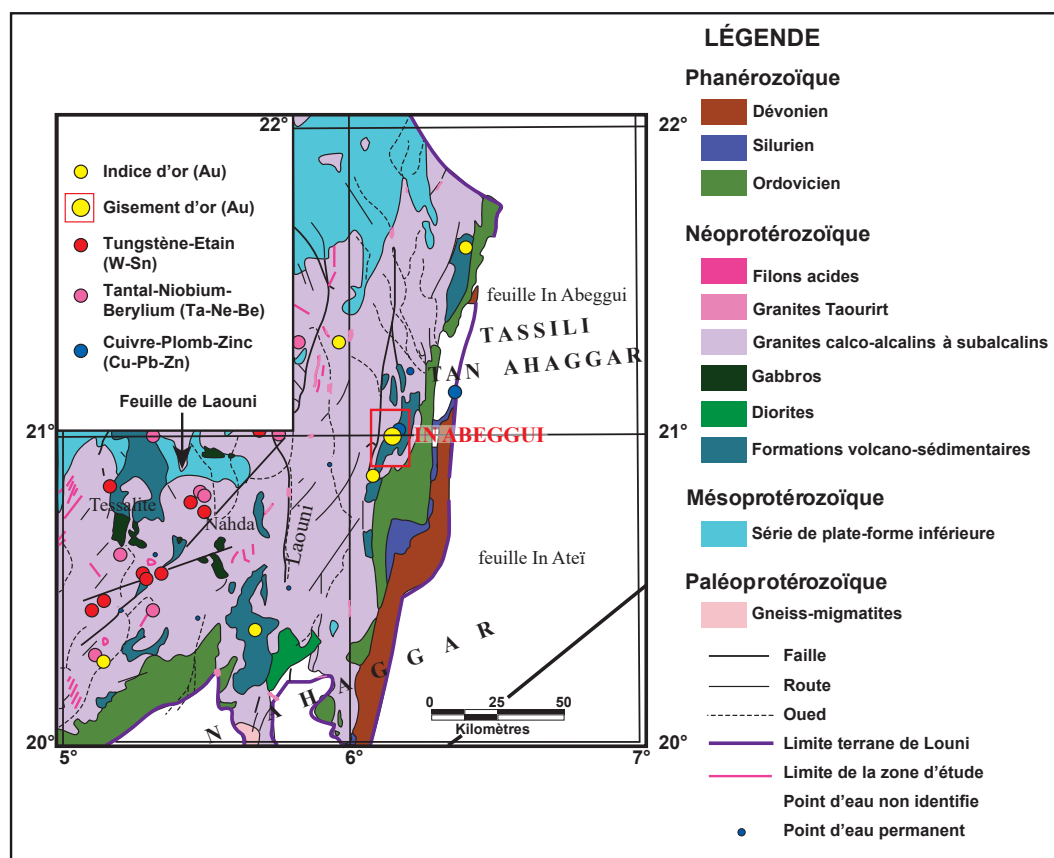 22°
22°
Indice d'or (Au)
Gisement d'or (Au)
Tungstène-Etain
(W-Sn)
Tantal-Niobium-
Berylium (Ta-Ne-Be)
Cuivre-Plomb-Zinc
(Cu-Pb-Zn)
Feuille de Laouni
feuille In Abeggui
TASSILI
TAN AHAGGAR
21°
IN ABEGGUI
21°
Tessalite
Nahda
Laouni
feuille In Ateï
N AHAGGAR
0 25 50
Kilomètres
20°
20°
5°
6°
7°
LÉGENDE
Phanérozoïque
Dévonien
Silurien
Ordovicien
Néoprotérozoïque
Filons acides
Granites Taourirt
Granites calco-alcalins à subalcalins
Gabbros
Diorites
Formations volcano-sédimentaires
Mésoprotérozoïque
Série de plate-forme inférieure
Paléoprotérozoïque
Gneiss-migmatites
Faille
Route
Oued
Limite terrane de Louni
Limite de la zone d'étude
Point d'eau non identifie
Point d'eau permanent